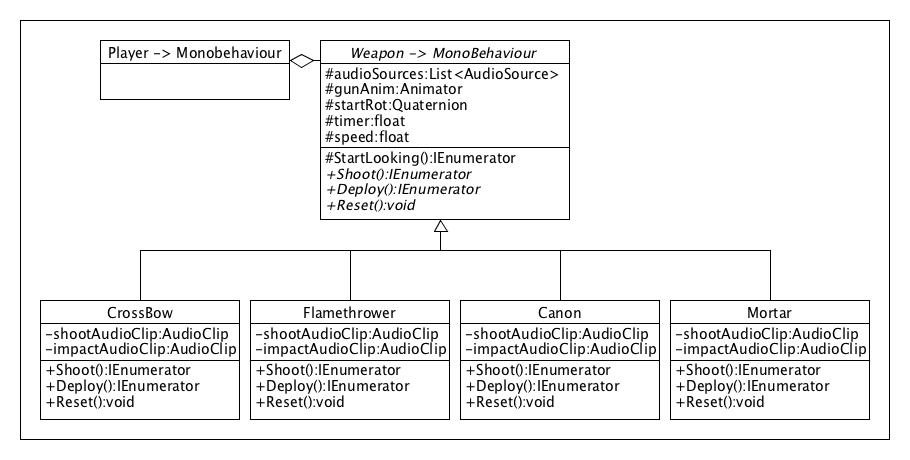 Player -> Monobehaviour
Weapon -> MonoBehaviour
#audioSources:List<AudioSource>
#gunAnim:Animator
#startRot:Quaternion
#timer:float
#speed:float
#StartLooking():IEnumerator
+Shoot():IEnumerator
+Deploy():IEnumerator
+Reset():void
CrossBow
-shootAudioClip:AudioClip
-impactAudioClip:AudioClip
+Shoot():IEnumerator
+Deploy():IEnumerator
+Reset():void
Flamethrower
-shootAudioClip:AudioClip
-impactAudioClip:AudioClip
+Shoot():IEnumerator
+Deploy():IEnumerator
+Reset():void
Canon
-shootAudioClip:AudioClip
-impactAudioClip:AudioClip
+Shoot():IEnumerator
+Deploy():IEnumerator
+Reset():void
Mortar
-shootAudioClip:AudioClip
-impactAudioClip:AudioClip
+Shoot():IEnumerator
+Deploy():IEnumerator
+Reset():void